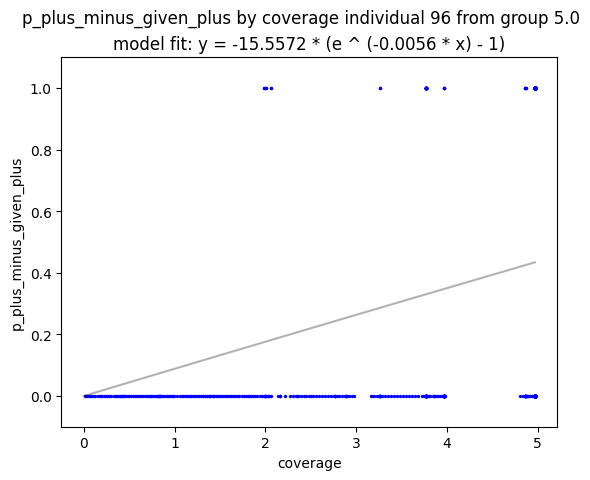 p_plus_minus_given_plus by coverage individual 96 from group 5.0
model fit: y = -15.5572 * (e ^ (-0.0056 * x) - 1)
1.0
0.8
0.6
0.4
0.2
0.0
p_plus_minus_given_plus
0 1 2 3 4 5
coverage